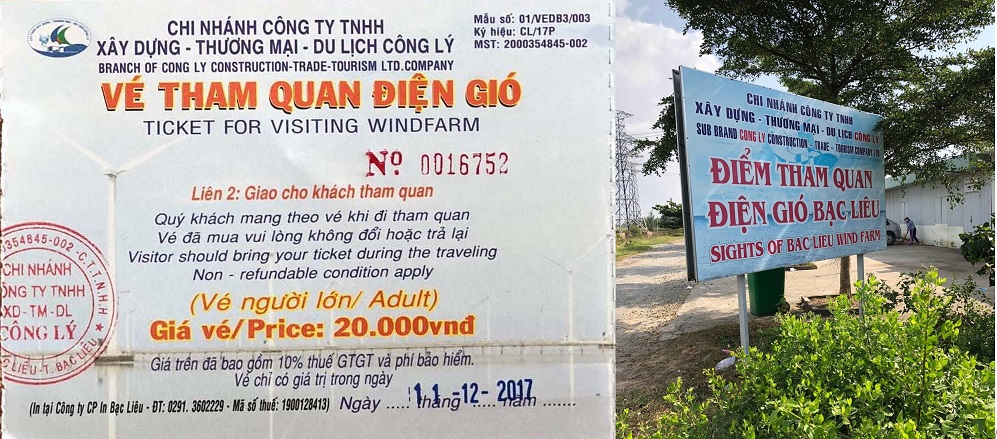 CHI NHÁNH CÔNG TY TNHH
XÂY DỰNG - THƯƠNG MẠI - DU LỊCH CÔNG LÝ
BRANCH OF CONG LY CONSTRUCTION-TRADE-TOURISM LTD.COMPANY
Mẫu số: 01/VEDB3/003
Ký hiệu: CL/17P
MST: 2000354845-002
VÉ THAM QUAN ĐIỆN GIÓ
TICKET FOR VISITING WINDFARM
Nº 0016752
Liên 2: Giao cho khách tham quan
Quý khách mang theo vé khi đi tham quan
Vé đã mua vui lòng không đổi hoặc trả lại
Visitor should bring your ticket during the traveling
Non - refundable condition apply
(Vé người lớn/ Adult)
Giá vé/Price: 20.000vnđ
Giá trên đã bao gồm 10% thuế GTGT và phí bảo hiểm.
Vé chỉ có giá trị trong ngày
Ngày ..... tháng ..... năm .......
11-12-2017
(In tại Công ty CP In Bạc Liêu - ĐT: 0291. 3602229 - Mã số thuế: 1900128413)
354845-002-C.T.T.N.H.H
CHI NHÁNH
CÔNG TY TNHH
XD-TM-DL
CÔNG LÝ
LIÊU-T. BẠC LIÊU
CHI NHÁNH CÔNG TY TNHH
XÂY DỰNG - THƯƠNG MẠI - DU LỊCH CÔNG LÝ
SUB BRAND CONG LY CONSTRUCTION - TRADE - TOURISM COMPANY LTD
ĐIỂM THAM QUAN
ĐIỆN GIÓ BẠC LIÊU
SIGHTS OF BAC LIEU WIND FARM